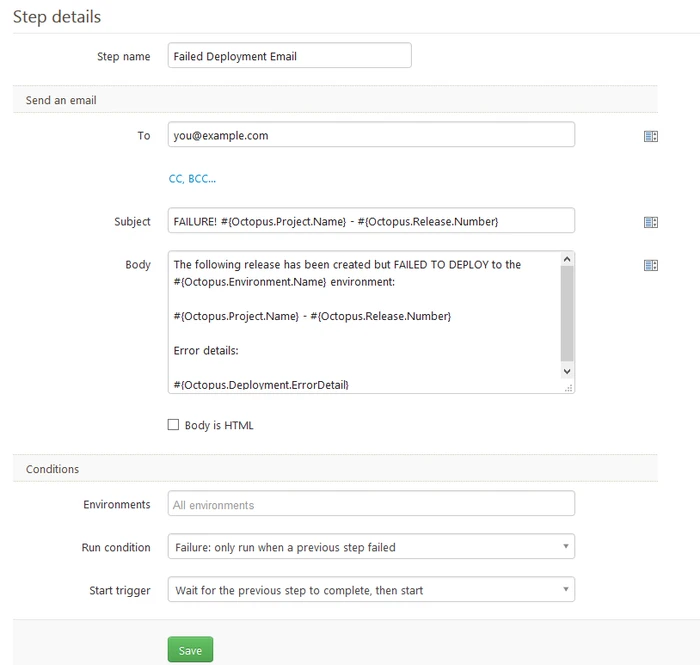 Step details
Step name
Failed Deployment Email
Send an email
To
you@example.com
CC, BCC...
Subject
FAILURE! #{Octopus.Project.Name} - #{Octopus.Release.Number}
Body
The following release has been created but FAILED TO DEPLOY to the
#{Octopus.Environment.Name} environment:
#{Octopus.Project.Name} - #{Octopus.Release.Number}
Error details:
#{Octopus.Deployment.ErrorDetail}
Body is HTML
Conditions
Environments
All environments
Run condition
Failure: only run when a previous step failed
Start trigger
Wait for the previous step to complete, then start
Save